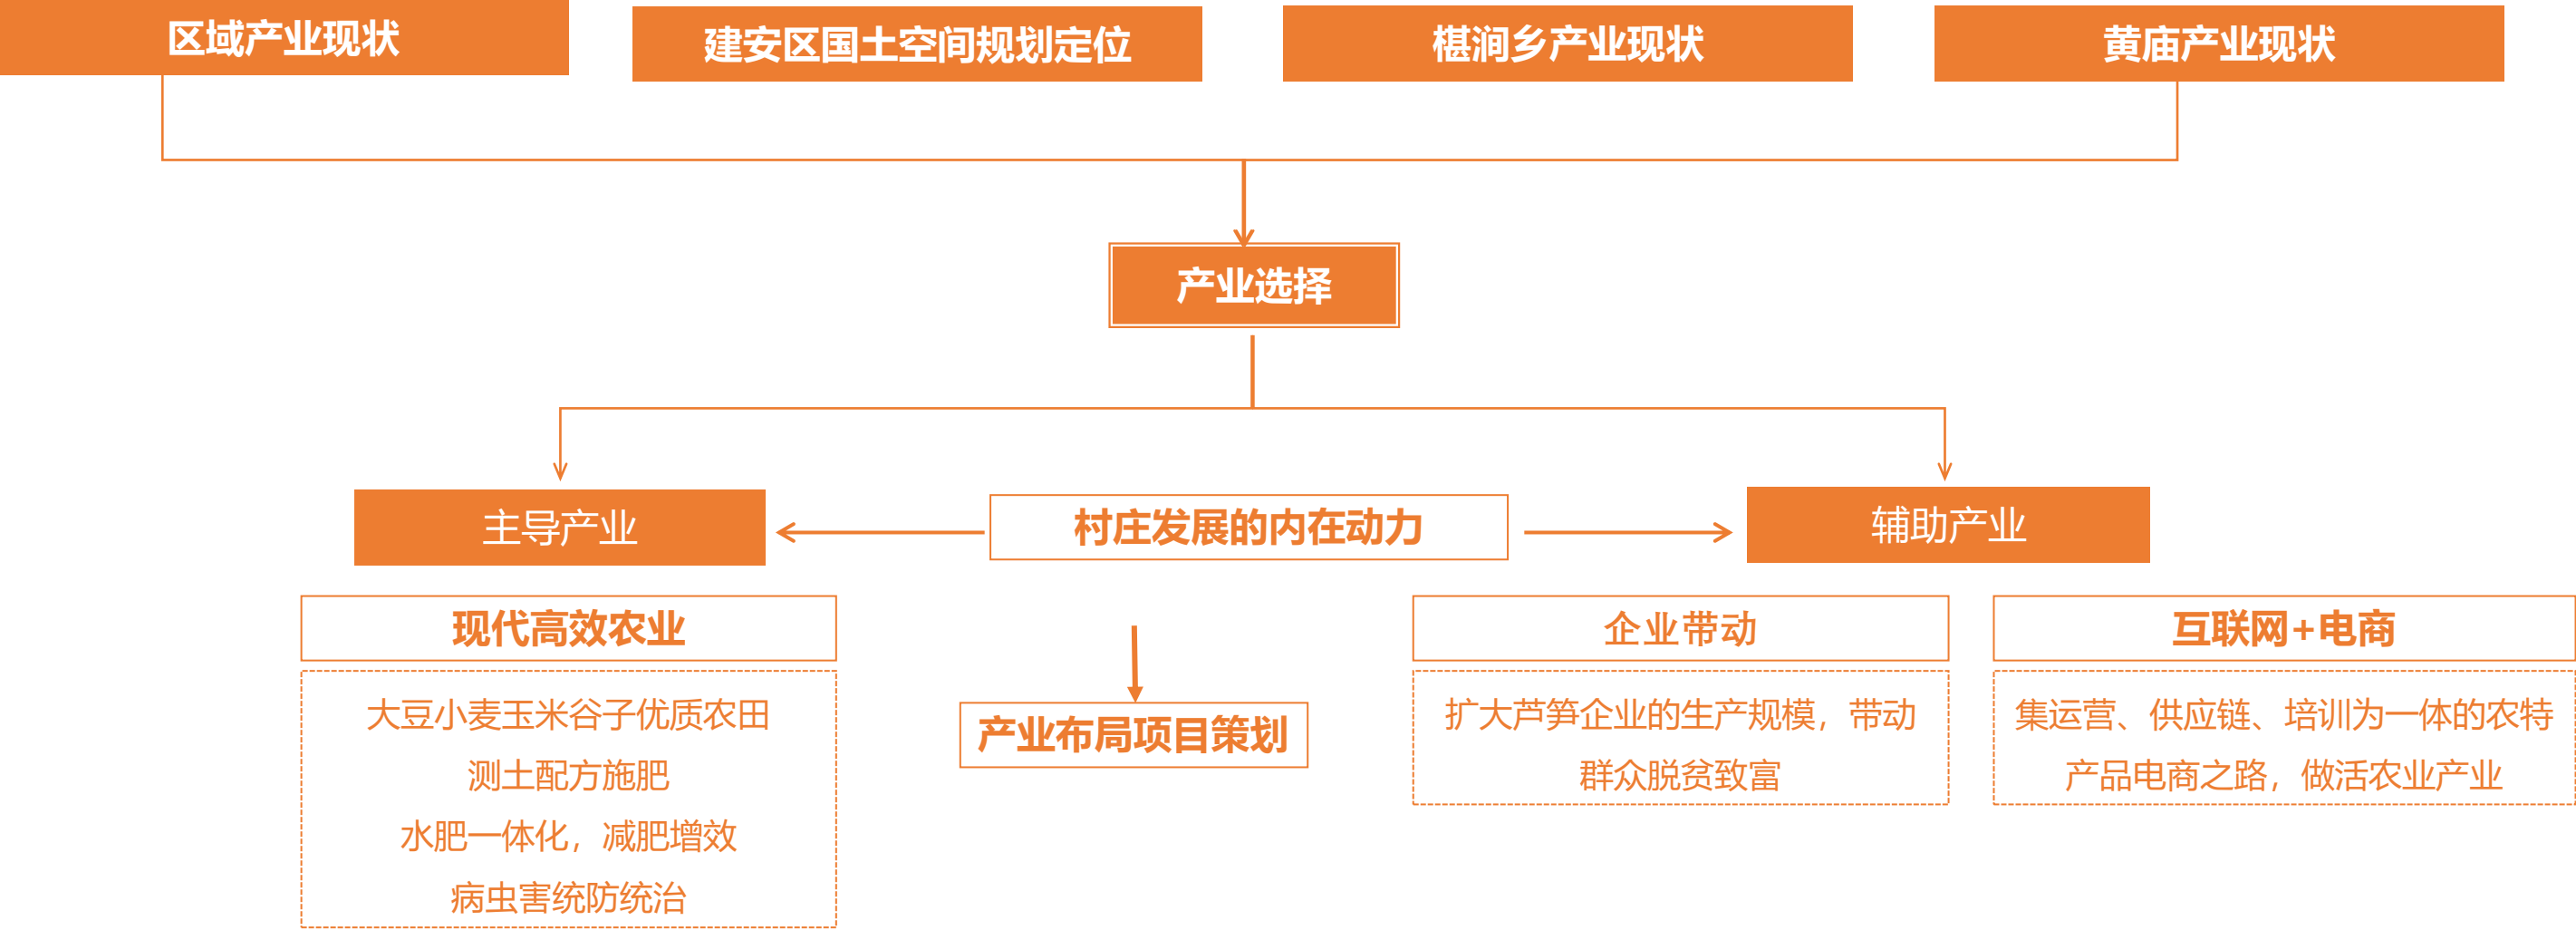 区域产业现状
建安区国土空间规划定位
椹涧乡产业现状
黄庙产业现状
产业选择
主导产业
村庄发展的内在动力
辅助产业
现代高效农业
大豆小麦玉米谷子优质农田
测土配方施肥
水肥一体化，减肥增效
病虫害统防统治
产业布局项目策划
企业带动
扩大芦笋企业的生产规模，带动
群众脱贫致富
互联网+电商
集运营、供应链、培训为一体的农特
产品电商之路，做活农业产业